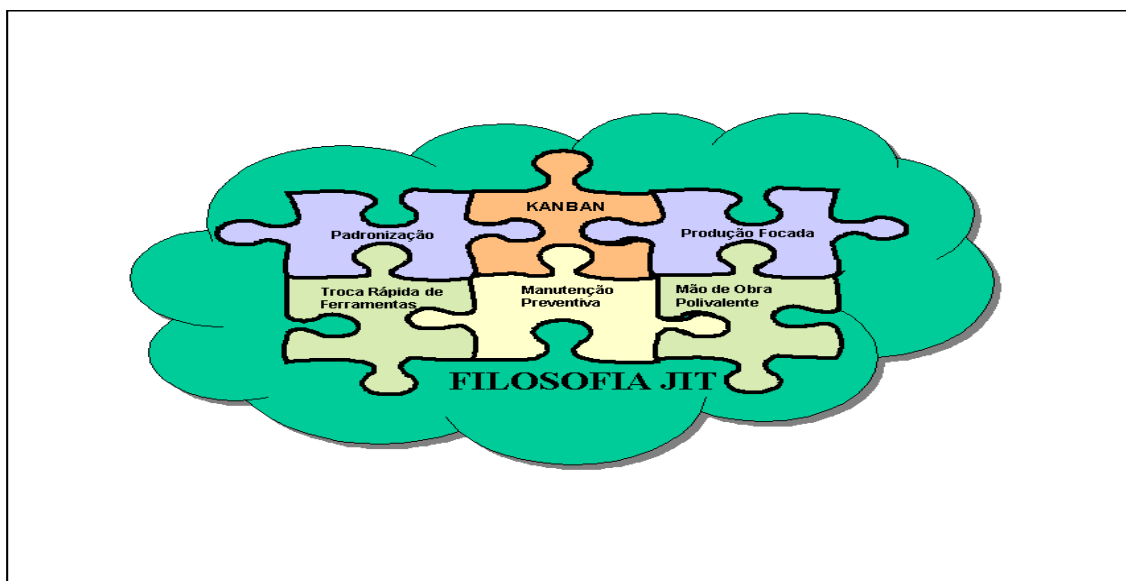 KANBAN
Padronização
Produção Focada
Troca Rápida de
Ferramentas
Manutenção
Preventiva
Mão de Obra
Polivalente
FILOSOFIA JIT